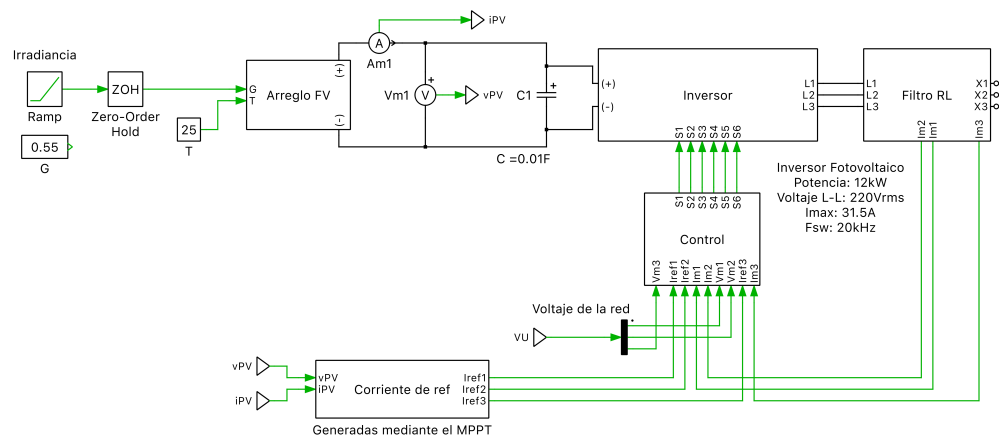 iPV
Irradiancia
Ramp
ZOH
Zero-Order
Hold
0.55
G
25
T
G
T
Arreglo FV
(+)
(-)
A
Am1
Vm1
+
V
vPV
C1
+
C =0.01F
(+)
(-)
Inversor
L1
L2
L3
S1
S2
S3
S4
S5
S6
L1
L2
L3
Filtro RL
X1
X2
X3
Im2
Im1
Im3
Inversor Fotovoltaico
Potencia: 12kW
Voltaje L-L: 220Vrms
Imax: 31.5A
Fsw: 20kHz
S1
S2
S3
S4
S5
S6
Control
Vm3
Iref1
Iref2
Im1
Im2
Vm1
Vm2
Iref3
Im3
Voltaje de la red
VU
vPV
iPV
vPV
iPV
Corriente de ref
Iref1
Iref2
Iref3
Generadas mediante el MPPT